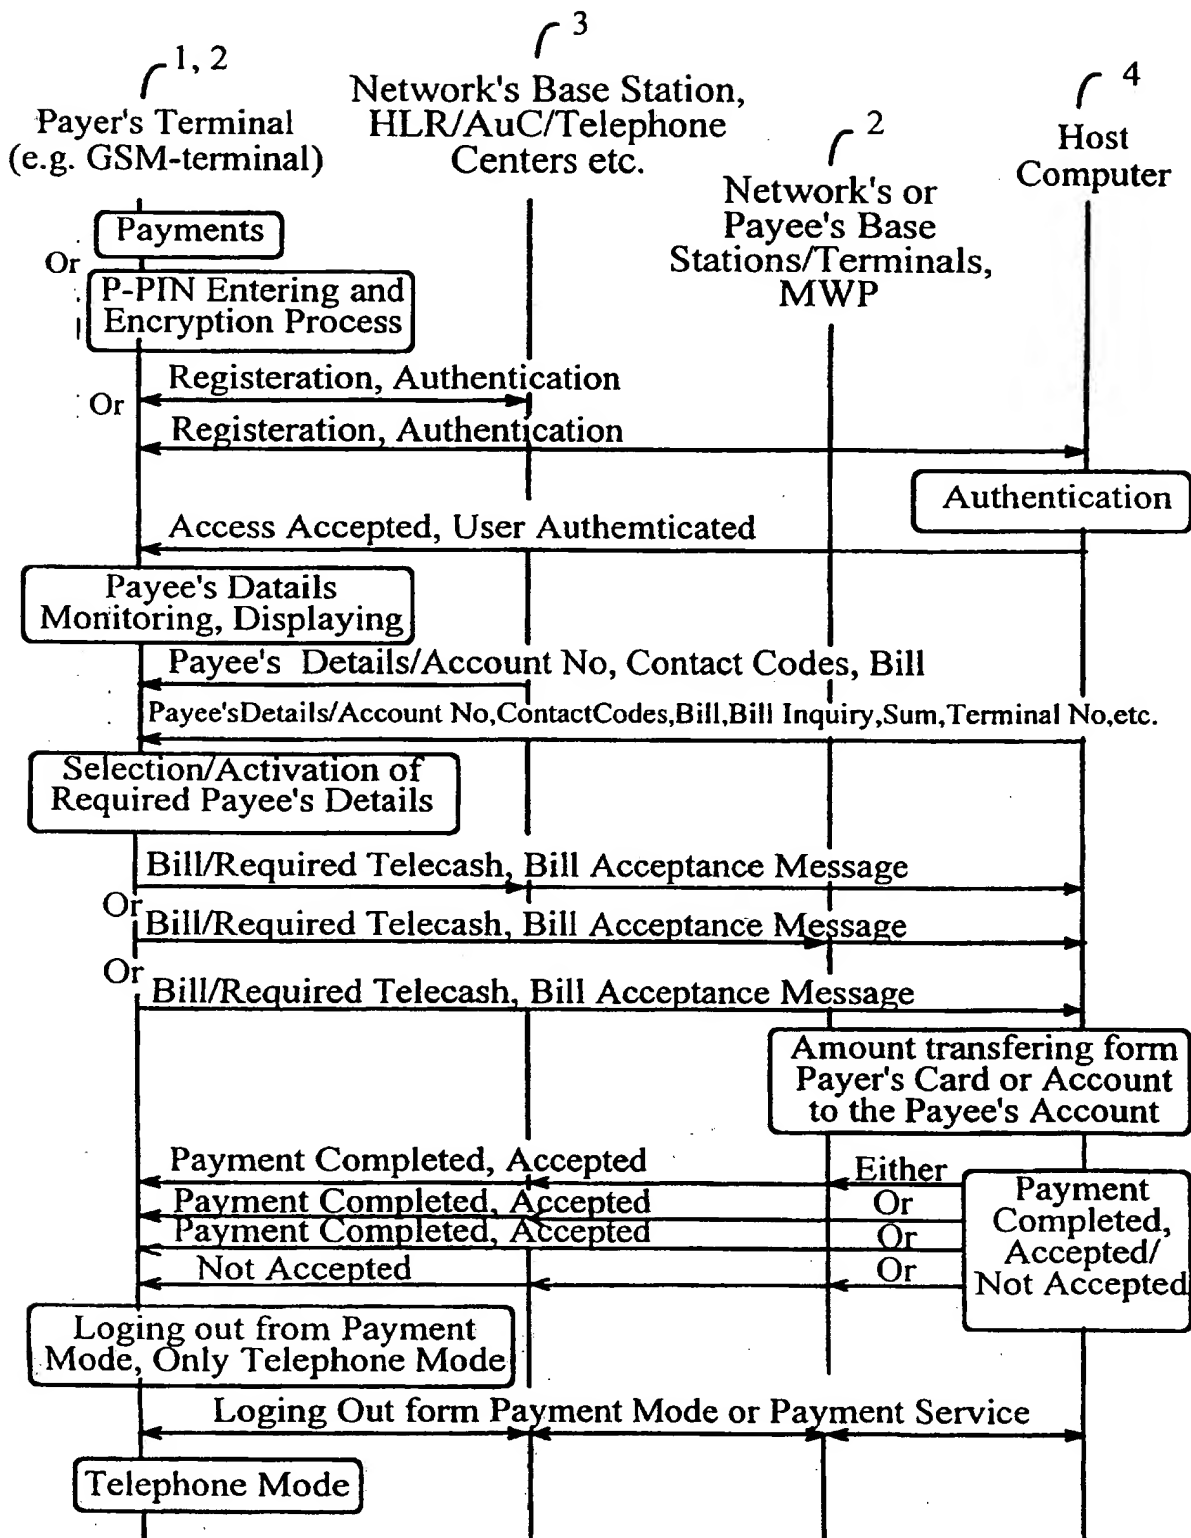 1, 2
3
4
2
Payer's Terminal
(e.g. GSM-terminal)
Network's Base Station,
HLR/AuC/Telephone
Centers etc.
Network's or
Payee's Base
Stations/Terminals,
MWP
Host
Computer
Payments
Or
P-PIN Entering and
Encryption Process
Registeration, Authentication
Or
Registeration, Authentication
Authentication
Access Accepted, User Authemticated
Payee's Datails
Monitoring, Displaying
Payee's Details/Account No, Contact Codes, Bill
Payee'sDetails/Account No,ContactCodes,Bill,Bill Inquiry,Sum,Terminal No,etc.
Selection/Activation of
Required Payee's Details
Bill/Required Telecash, Bill Acceptance Message
Or
Bill/Required Telecash, Bill Acceptance Message
Or
Bill/Required Telecash, Bill Acceptance Message
Amount transfering form
Payer's Card or Account
to the Payee's Account
Payment Completed, Accepted
Either
Payment Completed, Accepted
Or
Payment Completed, Accepted
Or
Not Accepted
Or
Payment
Completed,
Accepted/
Not Accepted
Loging out from Payment
Mode, Only Telephone Mode
Loging Out form Payment Mode or Payment Service
Telephone Mode